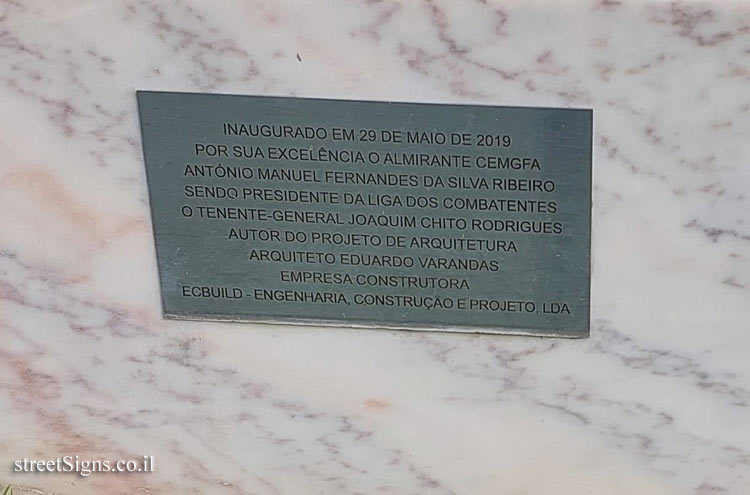 INAUGURADO EM 29 DE MAIO DE 2019
POR SUA EXCELÊNCIA O ALMIRANTE CEMGFA
ANTÓNIO MANUEL FERNANDES DA SILVA RIBEIRO
SENDO PRESIDENTE DA LIGA DOS COMBATENTES
O TENENTE-GENERAL JOAQUIM CHITO RODRIGUES
AUTOR DO PROJETO DE ARQUITETURA
ARQUITETO EDUARDO VARANDAS
EMPRESA CONSTRUTORA
ECBUILD - ENGENHARIA, CONSTRUÇÃO E PROJETO, LDA
streetSigns.co.il